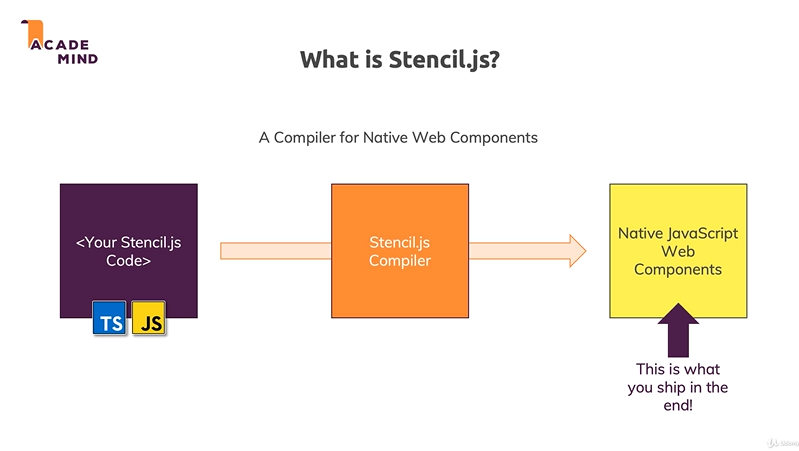 ACADE
MIND
What is Stencil.js?
A Compiler for Native Web Components
<Your Stencil.js
Code>
TS
JS
Stencil.js
Compiler
Native JavaScript
Web
Components
This is what
you ship in the
end!
Udemy